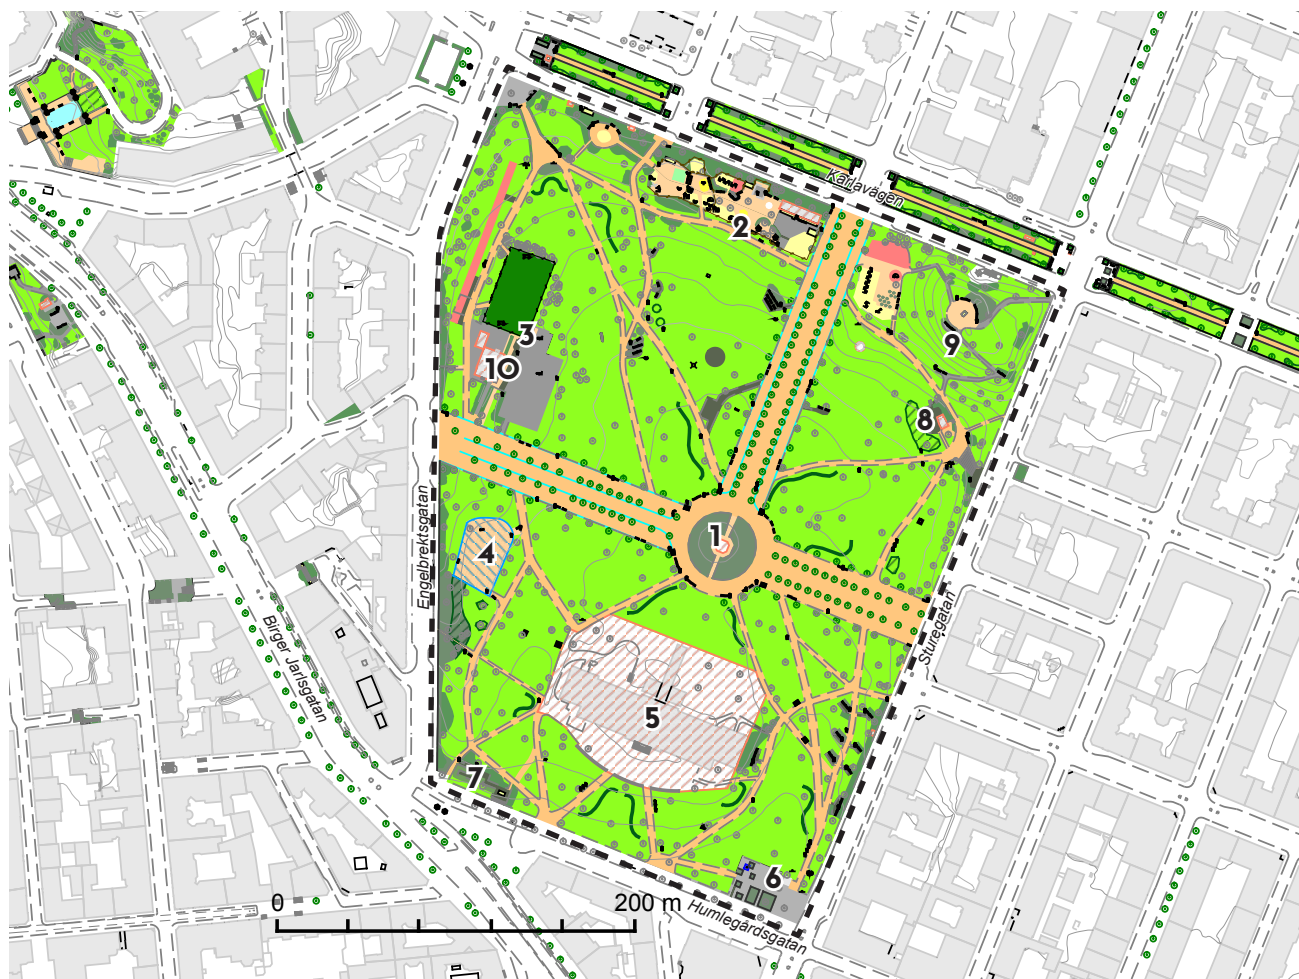 Karlavägen
2
3
10
9
8
1
4
Engelbrektsgatan
Sturegatan
Birger Jarlsgatan
5
7
6
0
200 m
Humlegårdsgatan